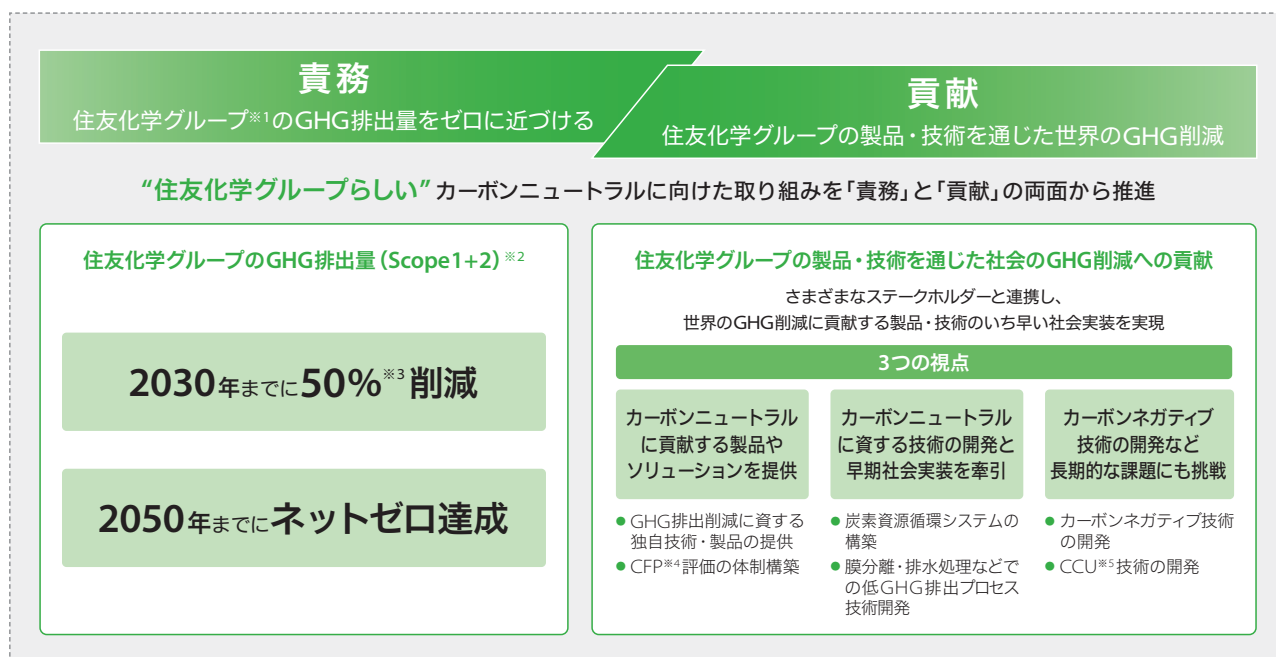 責務
住友化学グループ※1のGHG排出量をゼロに近づける
貢献
住友化学グループの製品・技術を通じた世界のGHG削減
“住友化学グループらしい”カーボンニュートラルに向けた取り組みを「責務」と「貢献」の両面から推進
住友化学グループのGHG排出量（Scope1+2）※2
2030年までに50%※3削減
2050年までにネットゼロ達成
住友化学グループの製品・技術を通じた社会のGHG削減への貢献
さまざまなステークホルダーと連携し、
世界のGHG削減に貢献する製品・技術のいち早い社会実装を実現
3つの視点
カーボンニュートラル
に貢献する製品や
ソリューションを提供
● GHG排出削減に資する
独自技術・製品の提供
● CFP※4評価の体制構築
カーボンニュートラル
に資する技術の開発と
早期社会実装を牽引
● 炭素資源循環システムの
構築
● 膜分離・排水処理などで
の低GHG排出プロセス
技術開発
カーボンネガティブ
技術の開発など
長期的な課題にも挑戦
● カーボンネガティブ技術
の開発
● CCU※5技術の開発